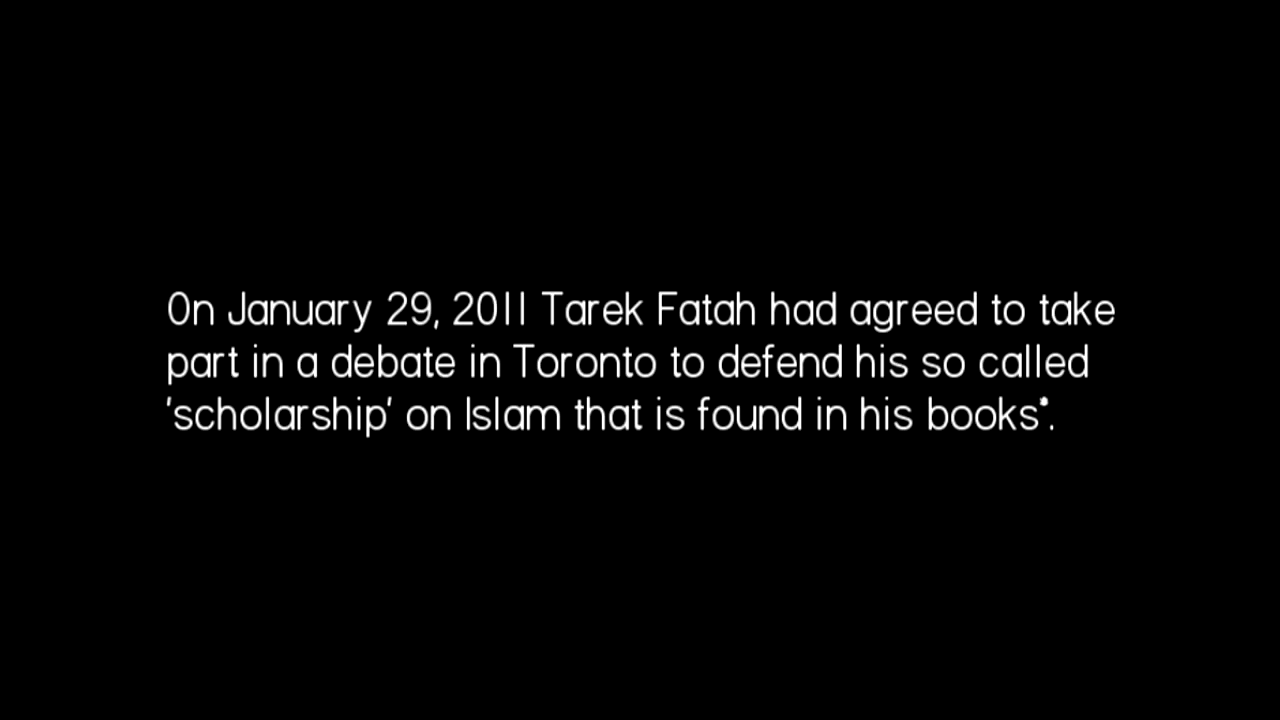 On January 29, 2011 Tarek Fatah had agreed to take
part in a debate in Toronto to defend his so called
'scholarship' on Islam that is found in his books*.